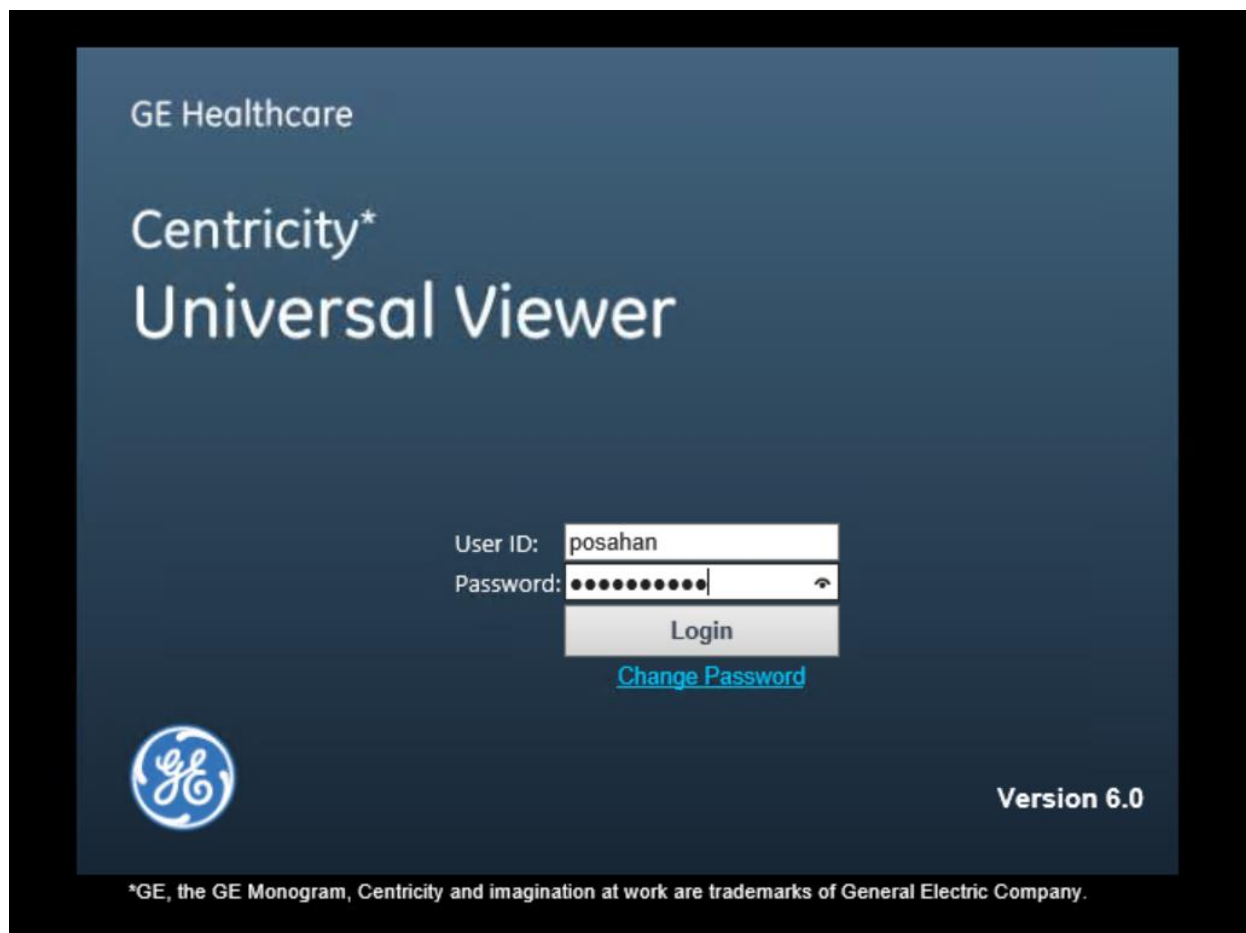 GE Healthcare
Centricity*
Universal Viewer
User ID: posahan
Password: ●●●●●●●●●●
Login
Change Password
GE
Version 6.0
*GE, the GE Monogram, Centricity and imagination at work are trademarks of General Electric Company.